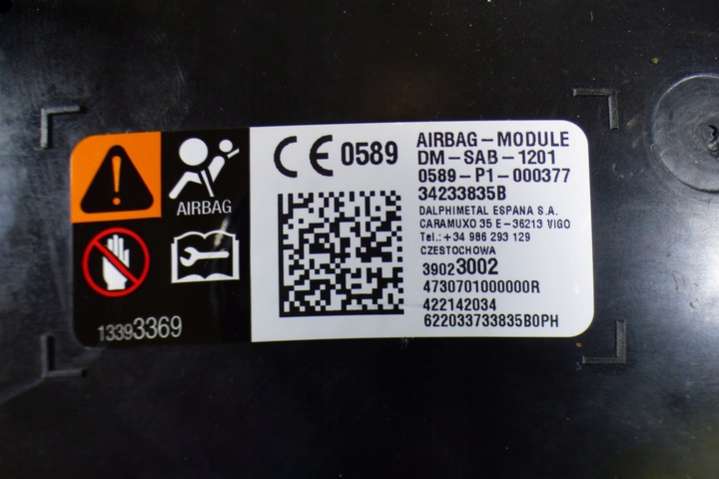 AIRBAG
13393369
CE 0589
AIRBAG-MODULE
DM-SAB-1201
0589-P1-000377
34233835B
DALPHIMETAL ESPANA S.A.
CARAMUXO 35 E-36213 VIGO
Tel.:+34 986 293 129
CZESTOCHOWA
39023002
4730701000000R
422142034
622033733835B0PH